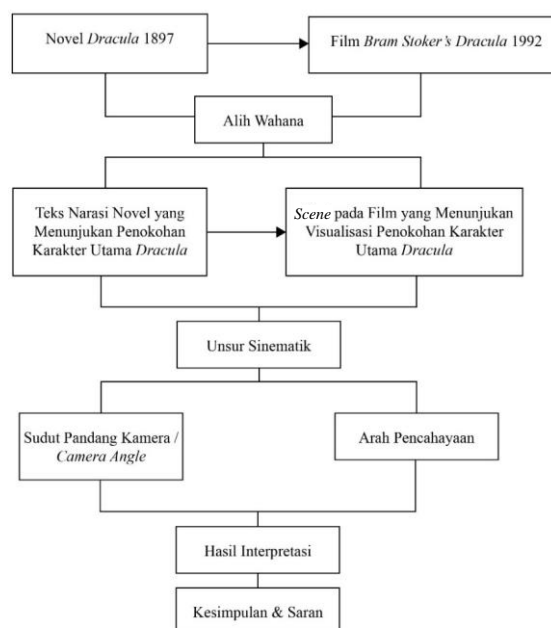 Novel Dracula 1897
Film Bram Stoker's Dracula 1992
Alih Wahana
Teks Narasi Novel yang
Menunjukan Penokohan
Karakter Utama Dracula
Scene pada Film yang Menunjukan
Visualisasi Penokohan Karakter
Utama Dracula
Unsur Sinematik
Sudut Pandang Kamera /
Camera Angle
Arah Pencahayaan
Hasil Interpretasi
Kesimpulan & Saran